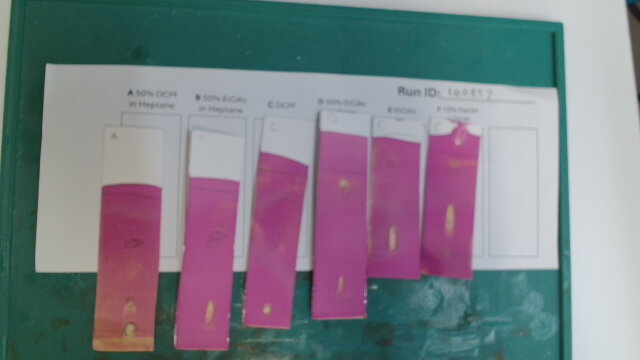 A 50% DCM
in Heptane
B 50% EtOAc
in Heptane
C DCM
D 50% EtOAc
E EtOAc
F 10% MeOH
Run ID:
A
C